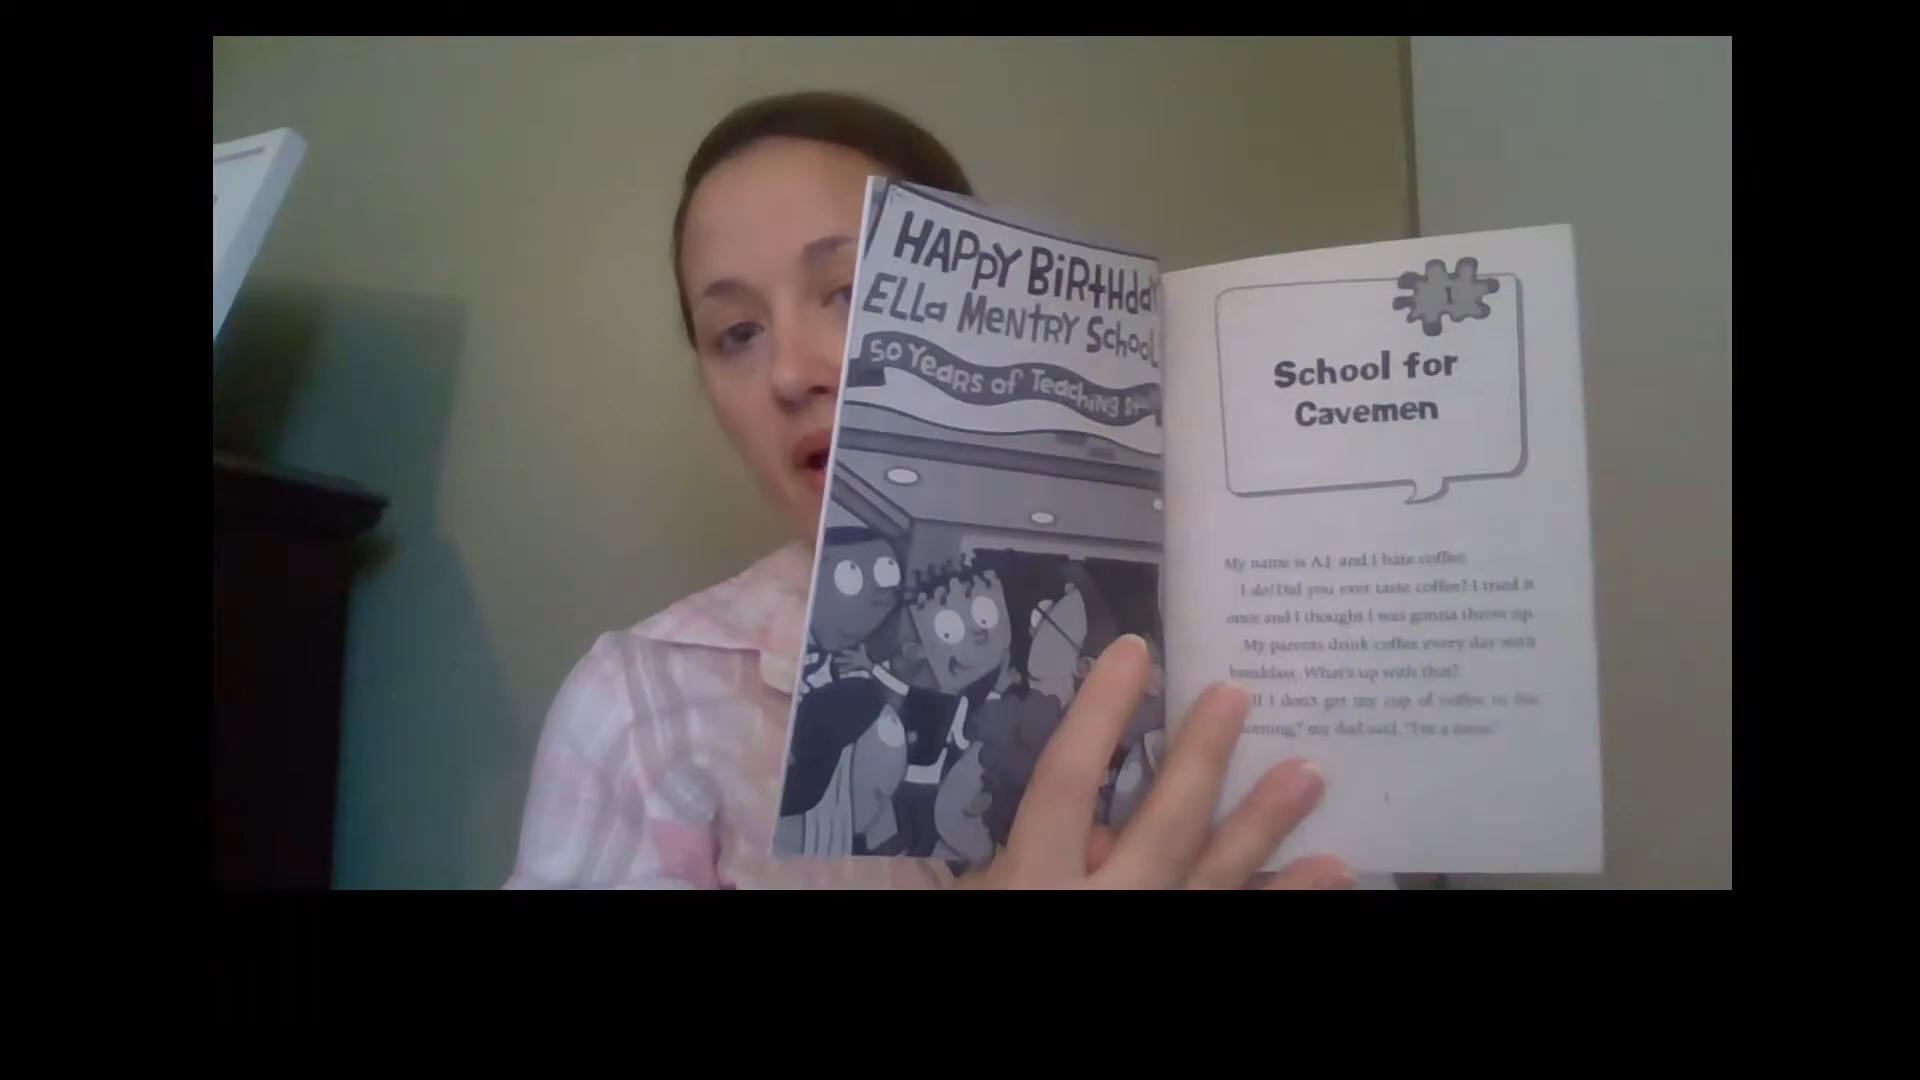 HAPPY BiRtHda
ELLa MeNTRY SchooL
50 YeaRS of Teaching
1
School for
Cavemen
My name is A.J. and I hate coffee.
I do! Did you ever taste coffee? I tried it
once and I thought I was gonna throw up.
My parents drink coffee every day with
breakfast. What's up with that?
If I don't get my cup of coffee in the
morning," my dad said, "I'm a mess."